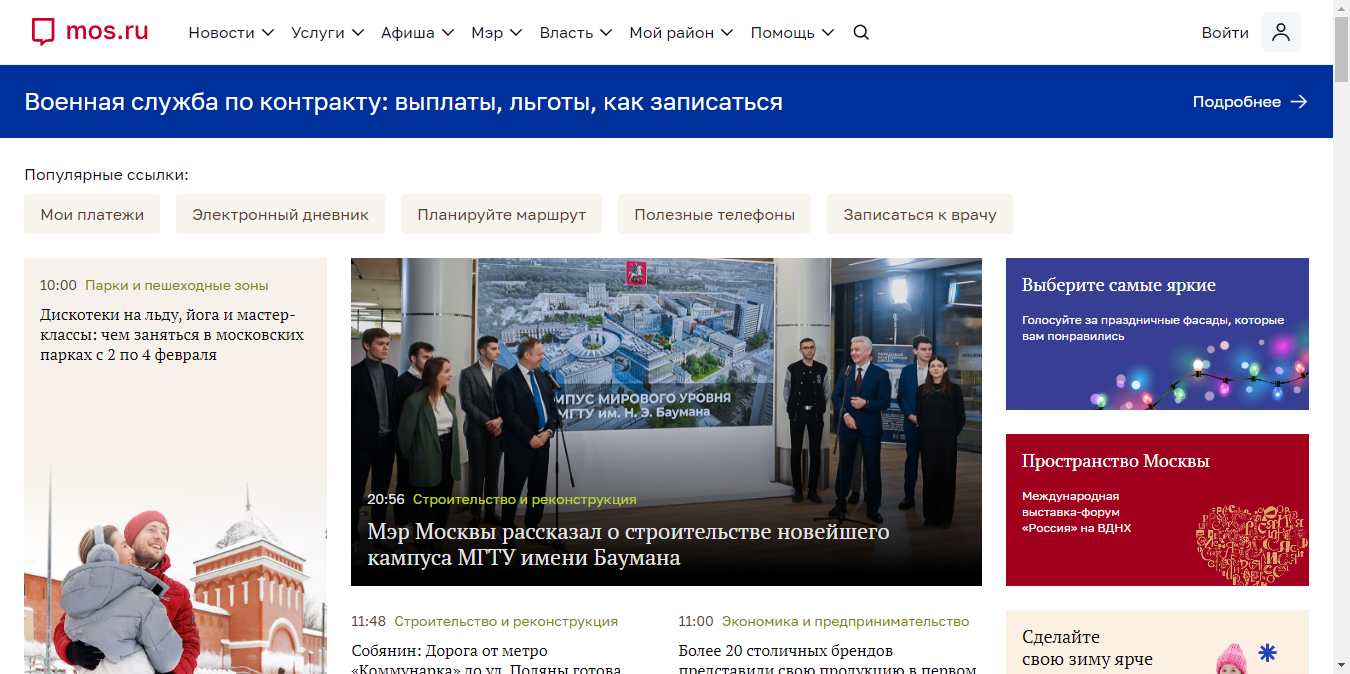 mos.ru
Новости
Услуги
Афиша
Мэр
Власть
Мой район
Помощь
Войти
Военная служба по контракту: выплаты, льготы, как записаться
Подробнее
Популярные ссылки:
Мои платежи
Электронный дневник
Планируйте маршрут
Полезные телефоны
Записаться к врачу
10:00 Парки и пешеходные зоны
Дискотеки на льду, йога и мастер-
классы: чем заняться в московских
парках с 2 по 4 февраля
МПУС МИРОВОГО УРОВНЯ
МГТУ им. Н. Э. Баумана
20:56 Строительство и реконструкция
Мэр Москвы рассказал о строительстве новейшего
кампуса МГТУ имени Баумана
11:48 Строительство и реконструкция
Собянин: Дорога от метро
«Коммунарка» до ул. Поляны готова
11:00 Экономика и предпринимательство
Более 20 столичных брендов
представили свою продукцию в первом
Выберите самые яркие
Голосуйте за праздничные фасады, которые
вам понравились
Пространство Москвы
Международная
выставка-форум
«Россия» на ВДНХ
Сделайте
свою зиму ярче